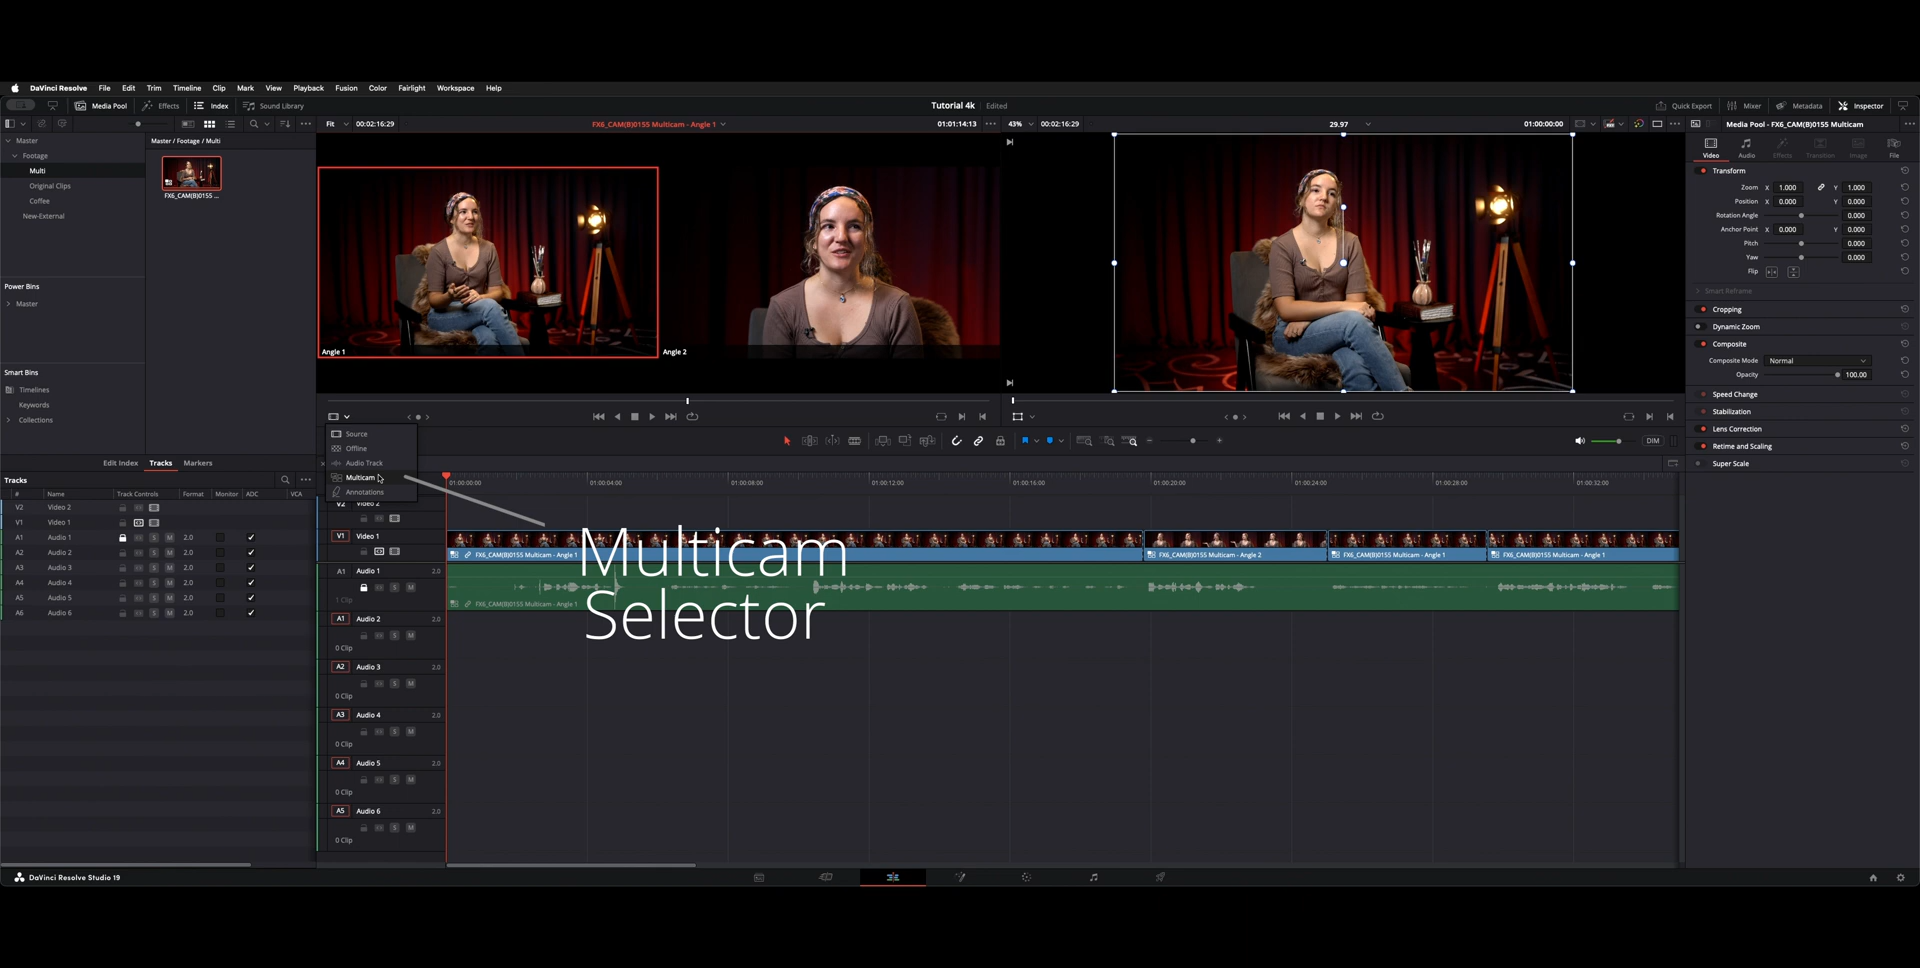 DaVinci Resolve File Edit Trim Timeline Clip Mark View Playback Fusion Color Fairlight Workspace Help
Media Pool Effects Index Sound Library Tutorial 4k Edited Quick Export Mixer Metadata Inspector
Fit 00:02:16:29 FX6_CAM(B)0155 Multicam - Angle 1 01:01:14:13 43% 00:02:16:29 29.97 01:00:00:00 Media Pool - FX6_CAM(B)0155 Multicam
Master
Footage
Multi
Original Clips
Coffee
New-External
Power Bins
Master
Smart Bins
Timelines
Keywords
Collections
Master / Footage / Multi
FX6_CAM(B)0155 ...
Angle 1
Angle 2
Video Audio Effects Transition Image File
Transform
Zoom X 1.000 Y 1.000
Position X 0.000 Y 0.000
Rotation Angle 0.000
Anchor Point X 0.000 Y 0.000
Pitch 0.000
Yaw 0.000
Flip
Smart Reframe
Cropping
Dynamic Zoom
Composite
Composite Mode Normal
Opacity 100.00
Speed Change
Stabilization
Lens Correction
Retime and Scaling
Super Scale
Source
Offline
Audio Track
Multicam
Annotations
DIM
Edit Index Tracks Markers
Tracks
# Name Track Controls Format Monitor ADC VCA
V2 Video 2
V1 Video 1
A1 Audio 1 S M 2.0
A2 Audio 2 S M 2.0
A3 Audio 3 S M 2.0
A4 Audio 4 S M 2.0
A5 Audio 5 S M 2.0
A6 Audio 6 S M 2.0
01:00:00:00 01:00:04:00 01:00:08:00 01:00:12:00 01:00:16:00 01:00:20:00 01:00:24:00 01:00:28:00 01:00:32:00
V2 Video 2
V1 Video 1
FX6_CAM(B)0155 Multicam - Angle 1 FX6_CAM(B)0155 Multicam - Angle 2 FX6_CAM(B)0155 Multicam - Angle 1 FX6_CAM(B)0155 Multicam - Angle 1
A1 Audio 1 2.0
S M
1 Clip
FX6_CAM(B)0155 Multicam - Angle 1
Multicam
Selector
A1 Audio 2 2.0
S M
0 Clip
A2 Audio 3 2.0
S M
0 Clip
A3 Audio 4 2.0
S M
0 Clip
A4 Audio 5 2.0
S M
0 Clip
A5 Audio 6 2.0
S M
0 Clip
DaVinci Resolve Studio 19